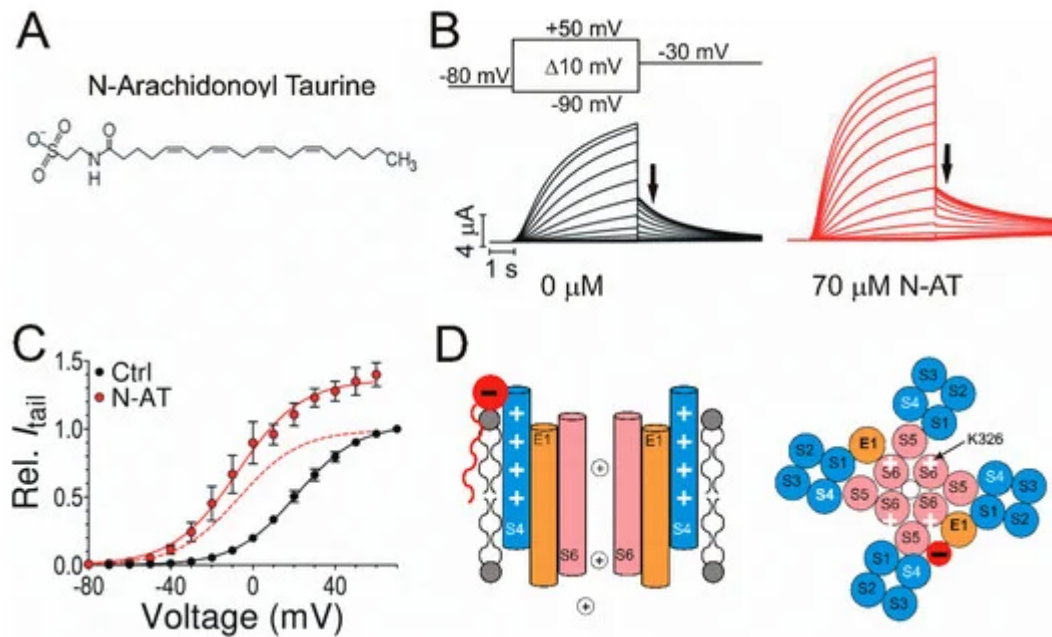 A
N-Arachidonoyl Taurine
O
O⁻
S
O
N
H
O
CH₃
B
+50 mV
-80 mV
Δ10 mV
-30 mV
-90 mV
4 µA
1 s
0 µM
70 µM N-AT
C
Ctrl
N-AT
Rel. Itail
1.5
1.0
0.5
0.0
-80
-40
0
40
Voltage (mV)
D
−
+ +
+ +
+ +
+ +
E1
E1
S4
S4
S6
S6
+
+
+
S3
S2
S4
S1
S5
K326
S2
S1
E1
S6
S6
S4
S3
S3
S4
S5
S6
S6
S5
S1
S2
S5
E1
S1
S4
−
S2
S3